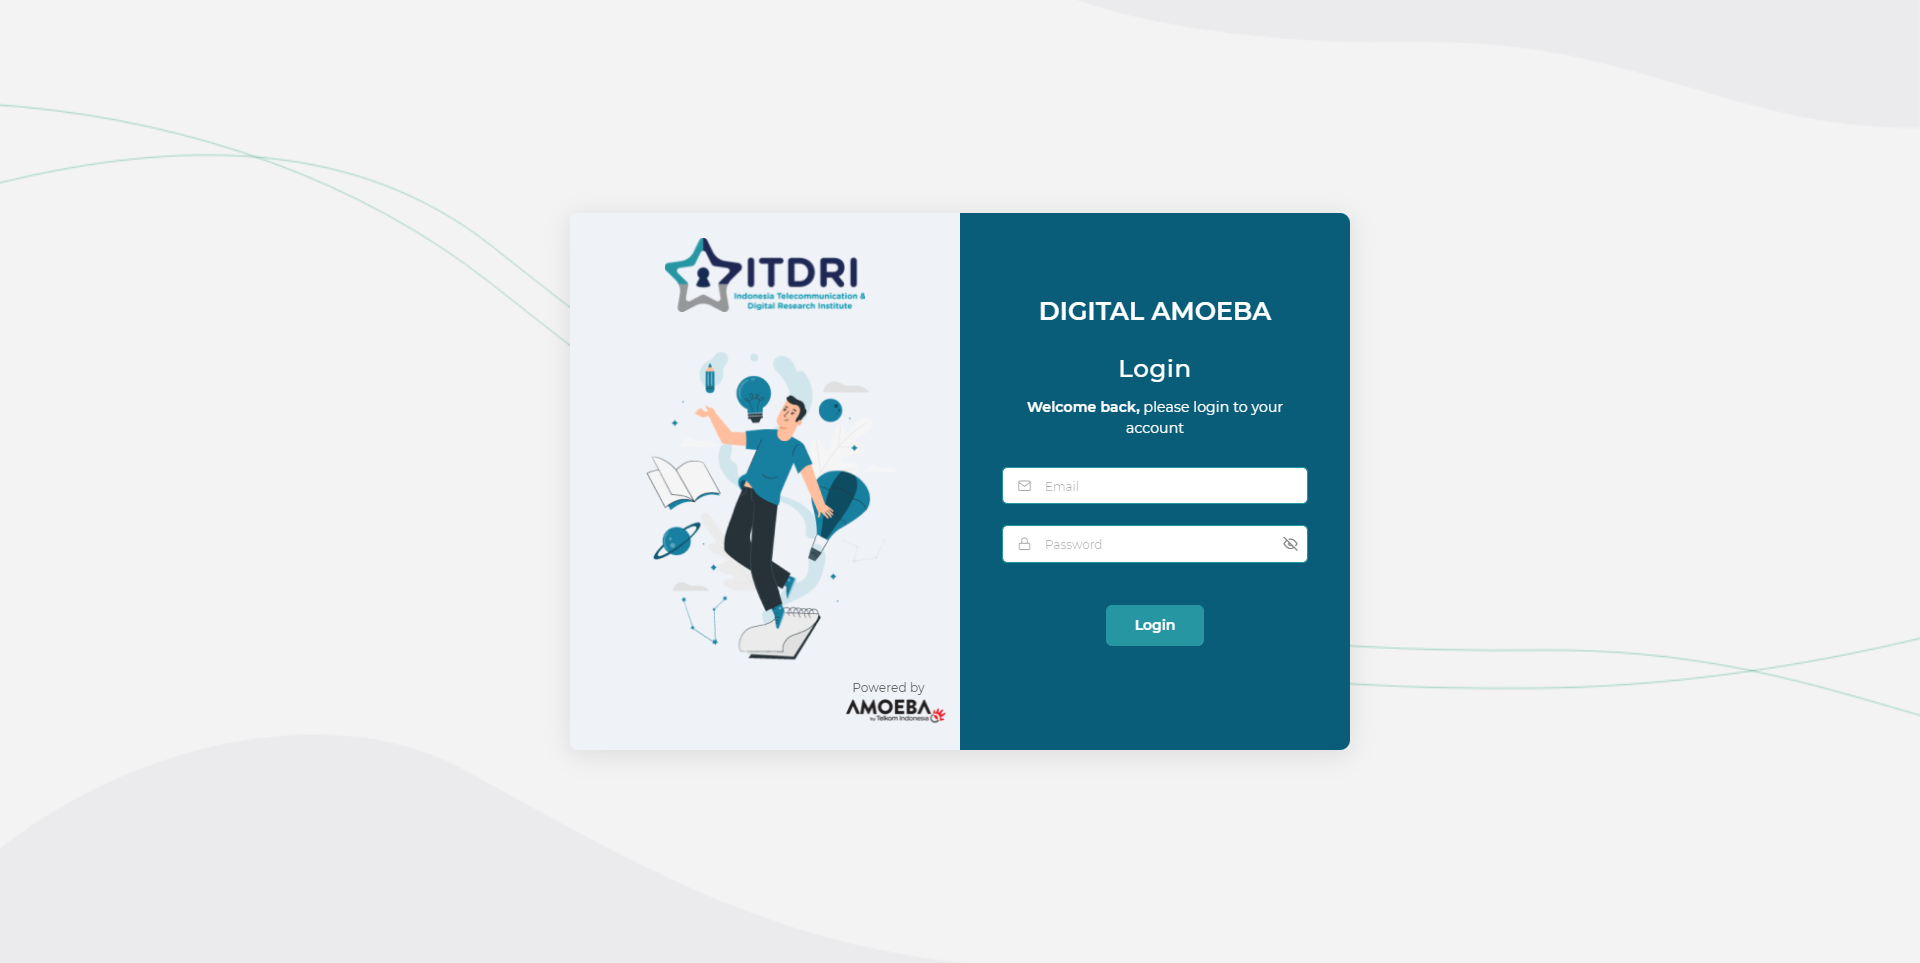 ITDRI
Indonesia Telecommunication &
Digital Research Institute
Powered by
AMOEBA
by Telkom Indonesia
DIGITAL AMOEBA
Login
Welcome back, please login to your
account
Email
Password
Login